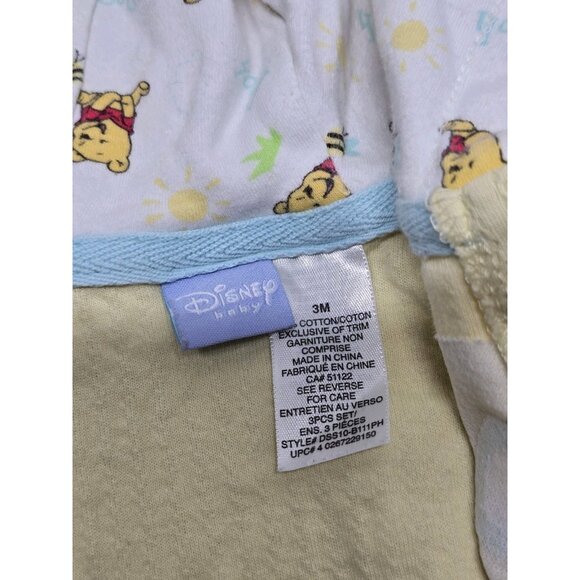 Disney
baby
3M
% COTTON/COTON
EXCLUSIVE OF TRIM
GARNITURE NON
COMPRISE
MADE IN CHINA
FABRIQUÉ EN CHINE
CA# 51122
SEE REVERSE
FOR CARE
ENTRETIEN AU VERSO
3PCS SET/
ENS. 3 PIÈCES
STYLE# DSS10-B111PH
UPC# 4 0267229150